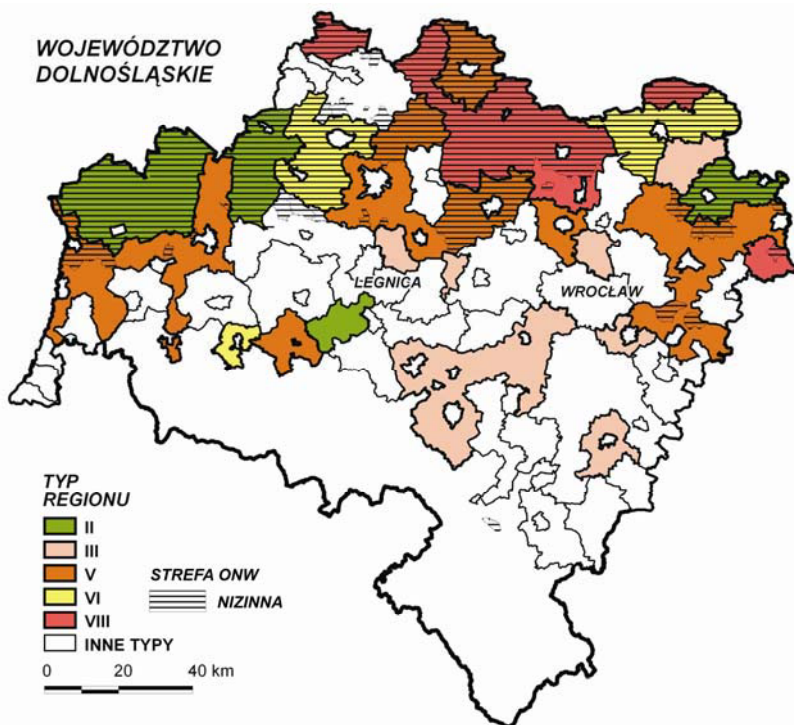 WOJEWÓDZTWO
DOLNOŚLĄSKIE
LEGNICA
WROCŁAW
TYP
REGIONU
II
III
V
VI
VIII
INNE TYPY
STREFA ONW
NIZINNA
0 20 40 km